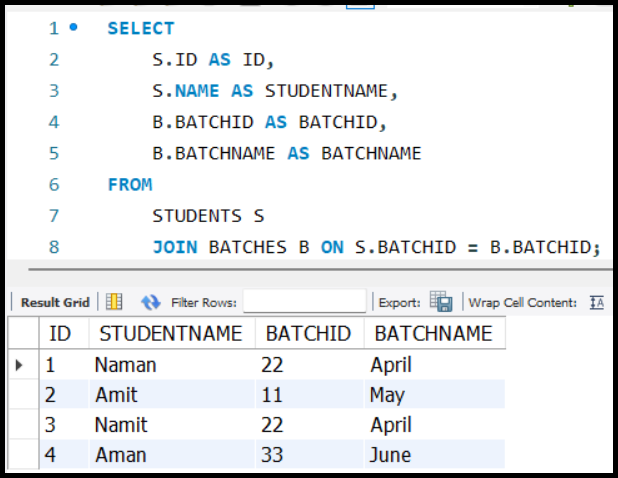 1 SELECT
2 S.ID AS ID,
3 S.NAME AS STUDENTNAME,
4 B.BATCHID AS BATCHID,
5 B.BATCHNAME AS BATCHNAME
6 FROM
7 STUDENTS S
8 JOIN BATCHES B ON S.BATCHID = B.BATCHID;
Result Grid Filter Rows: Export: Wrap Cell Content: IA
ID STUDENTNAME BATCHID BATCHNAME
1 Naman 22 April
2 Amit 11 May
3 Namit 22 April
4 Aman 33 June